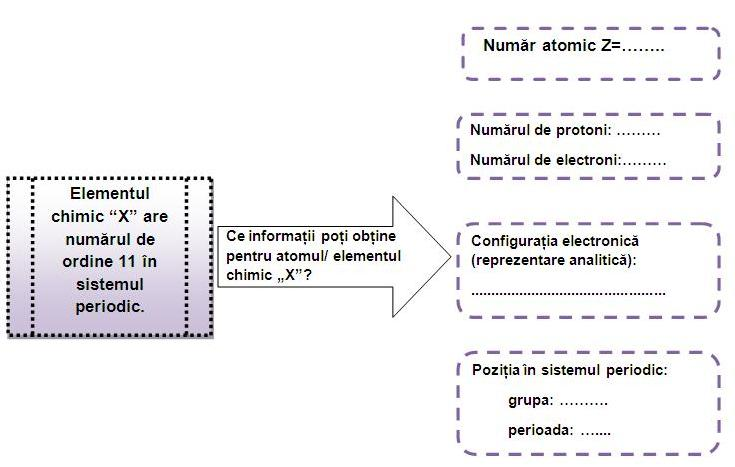 Elementul
chimic “X” are
numărul de
ordine 11 în
sistemul
periodic.
Ce informații poți obține
pentru atomul/ elementul
chimic „X”?
Număr atomic Z=……..
Numărul de protoni: ………
Numărul de electroni:………
Configurația electronică
(reprezentare analitică):
................................................
Poziția în sistemul periodic:
grupa: ……….
perioada: …....